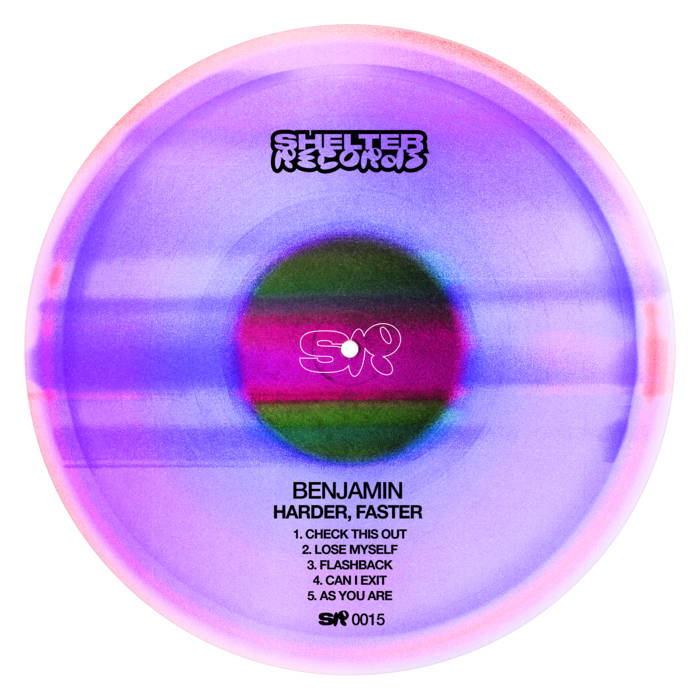 SHELTER
RECORDS
SR
BENJAMIN
HARDER, FASTER
1. CHECK THIS OUT
2. LOSE MYSELF
3. FLASHBACK
4. CAN I EXIT
5. AS YOU ARE
SR 0015